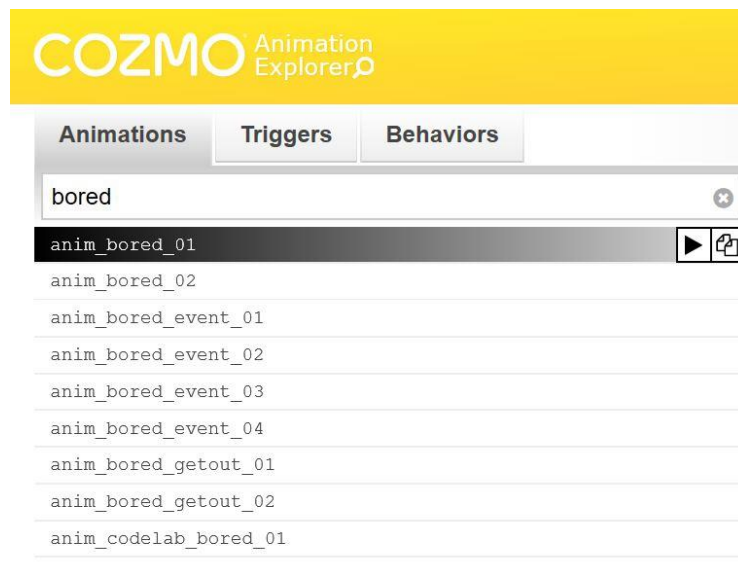 COZMO Animation
Explorer
Animations Triggers Behaviors
bored
anim_bored_01
anim_bored_02
anim_bored_event_01
anim_bored_event_02
anim_bored_event_03
anim_bored_event_04
anim_bored_getout_01
anim_bored_getout_02
anim_codelab_bored_01